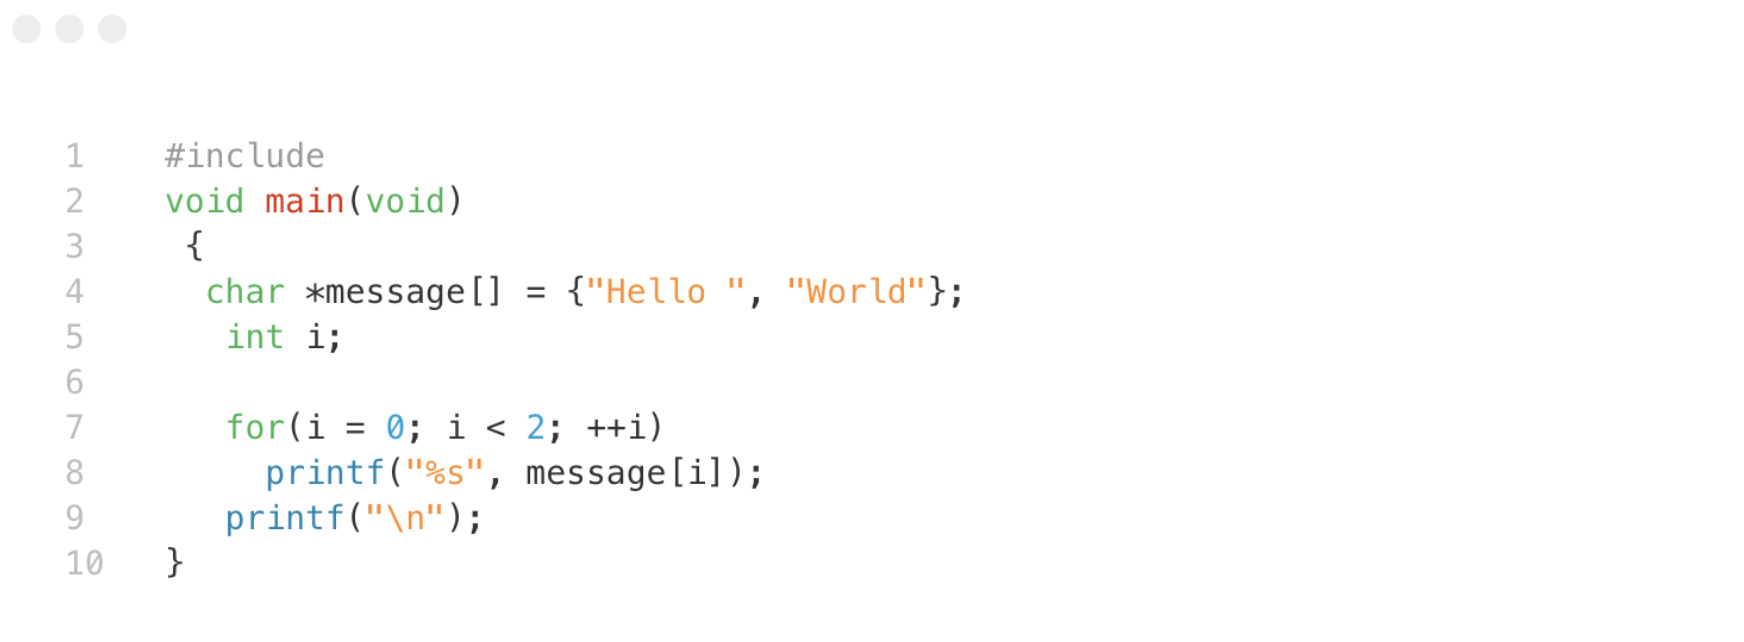 1 #include
2 void main(void)
3 {
4 char *message[] = {"Hello ", "World"};
5 int i;
6
7 for(i = 0; i < 2; ++i)
8 printf("%s", message[i]);
9 printf("\n");
10 }